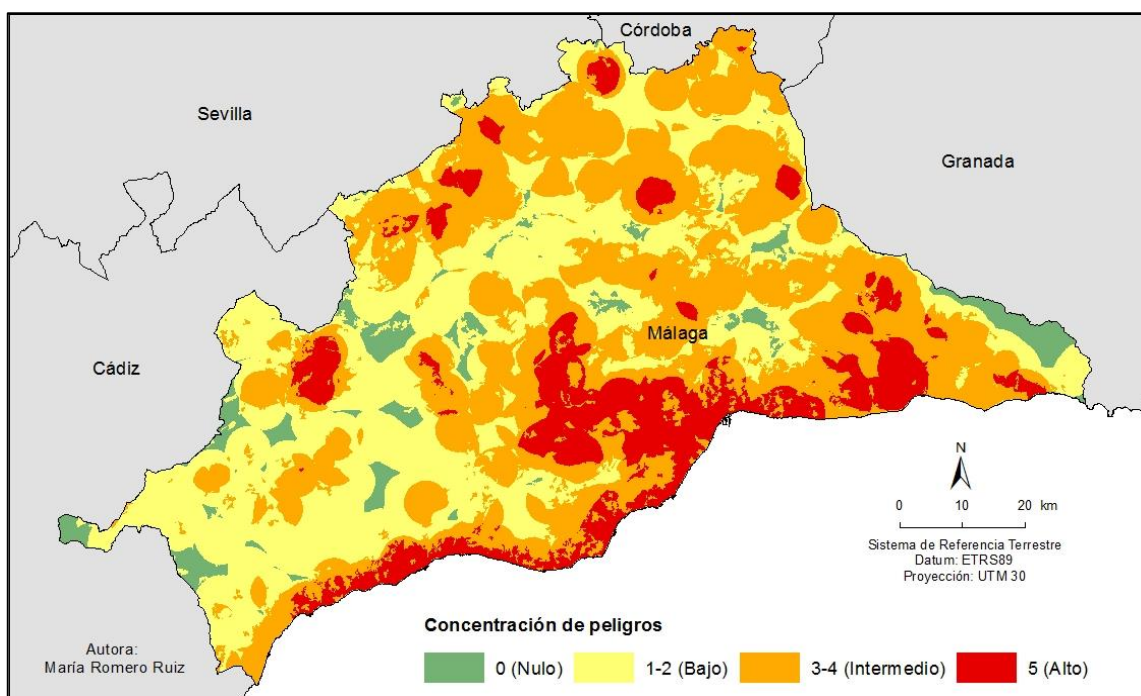 Córdoba
Sevilla
Granada
Cádiz
Málaga
N
0 10 20 km
Sistema de Referencia Terrestre
Datum: ETRS89
Proyección: UTM 30
Autora:
María Romero Ruiz
Concentración de peligros
0 (Nulo) 1-2 (Bajo) 3-4 (Intermedio) 5 (Alto)